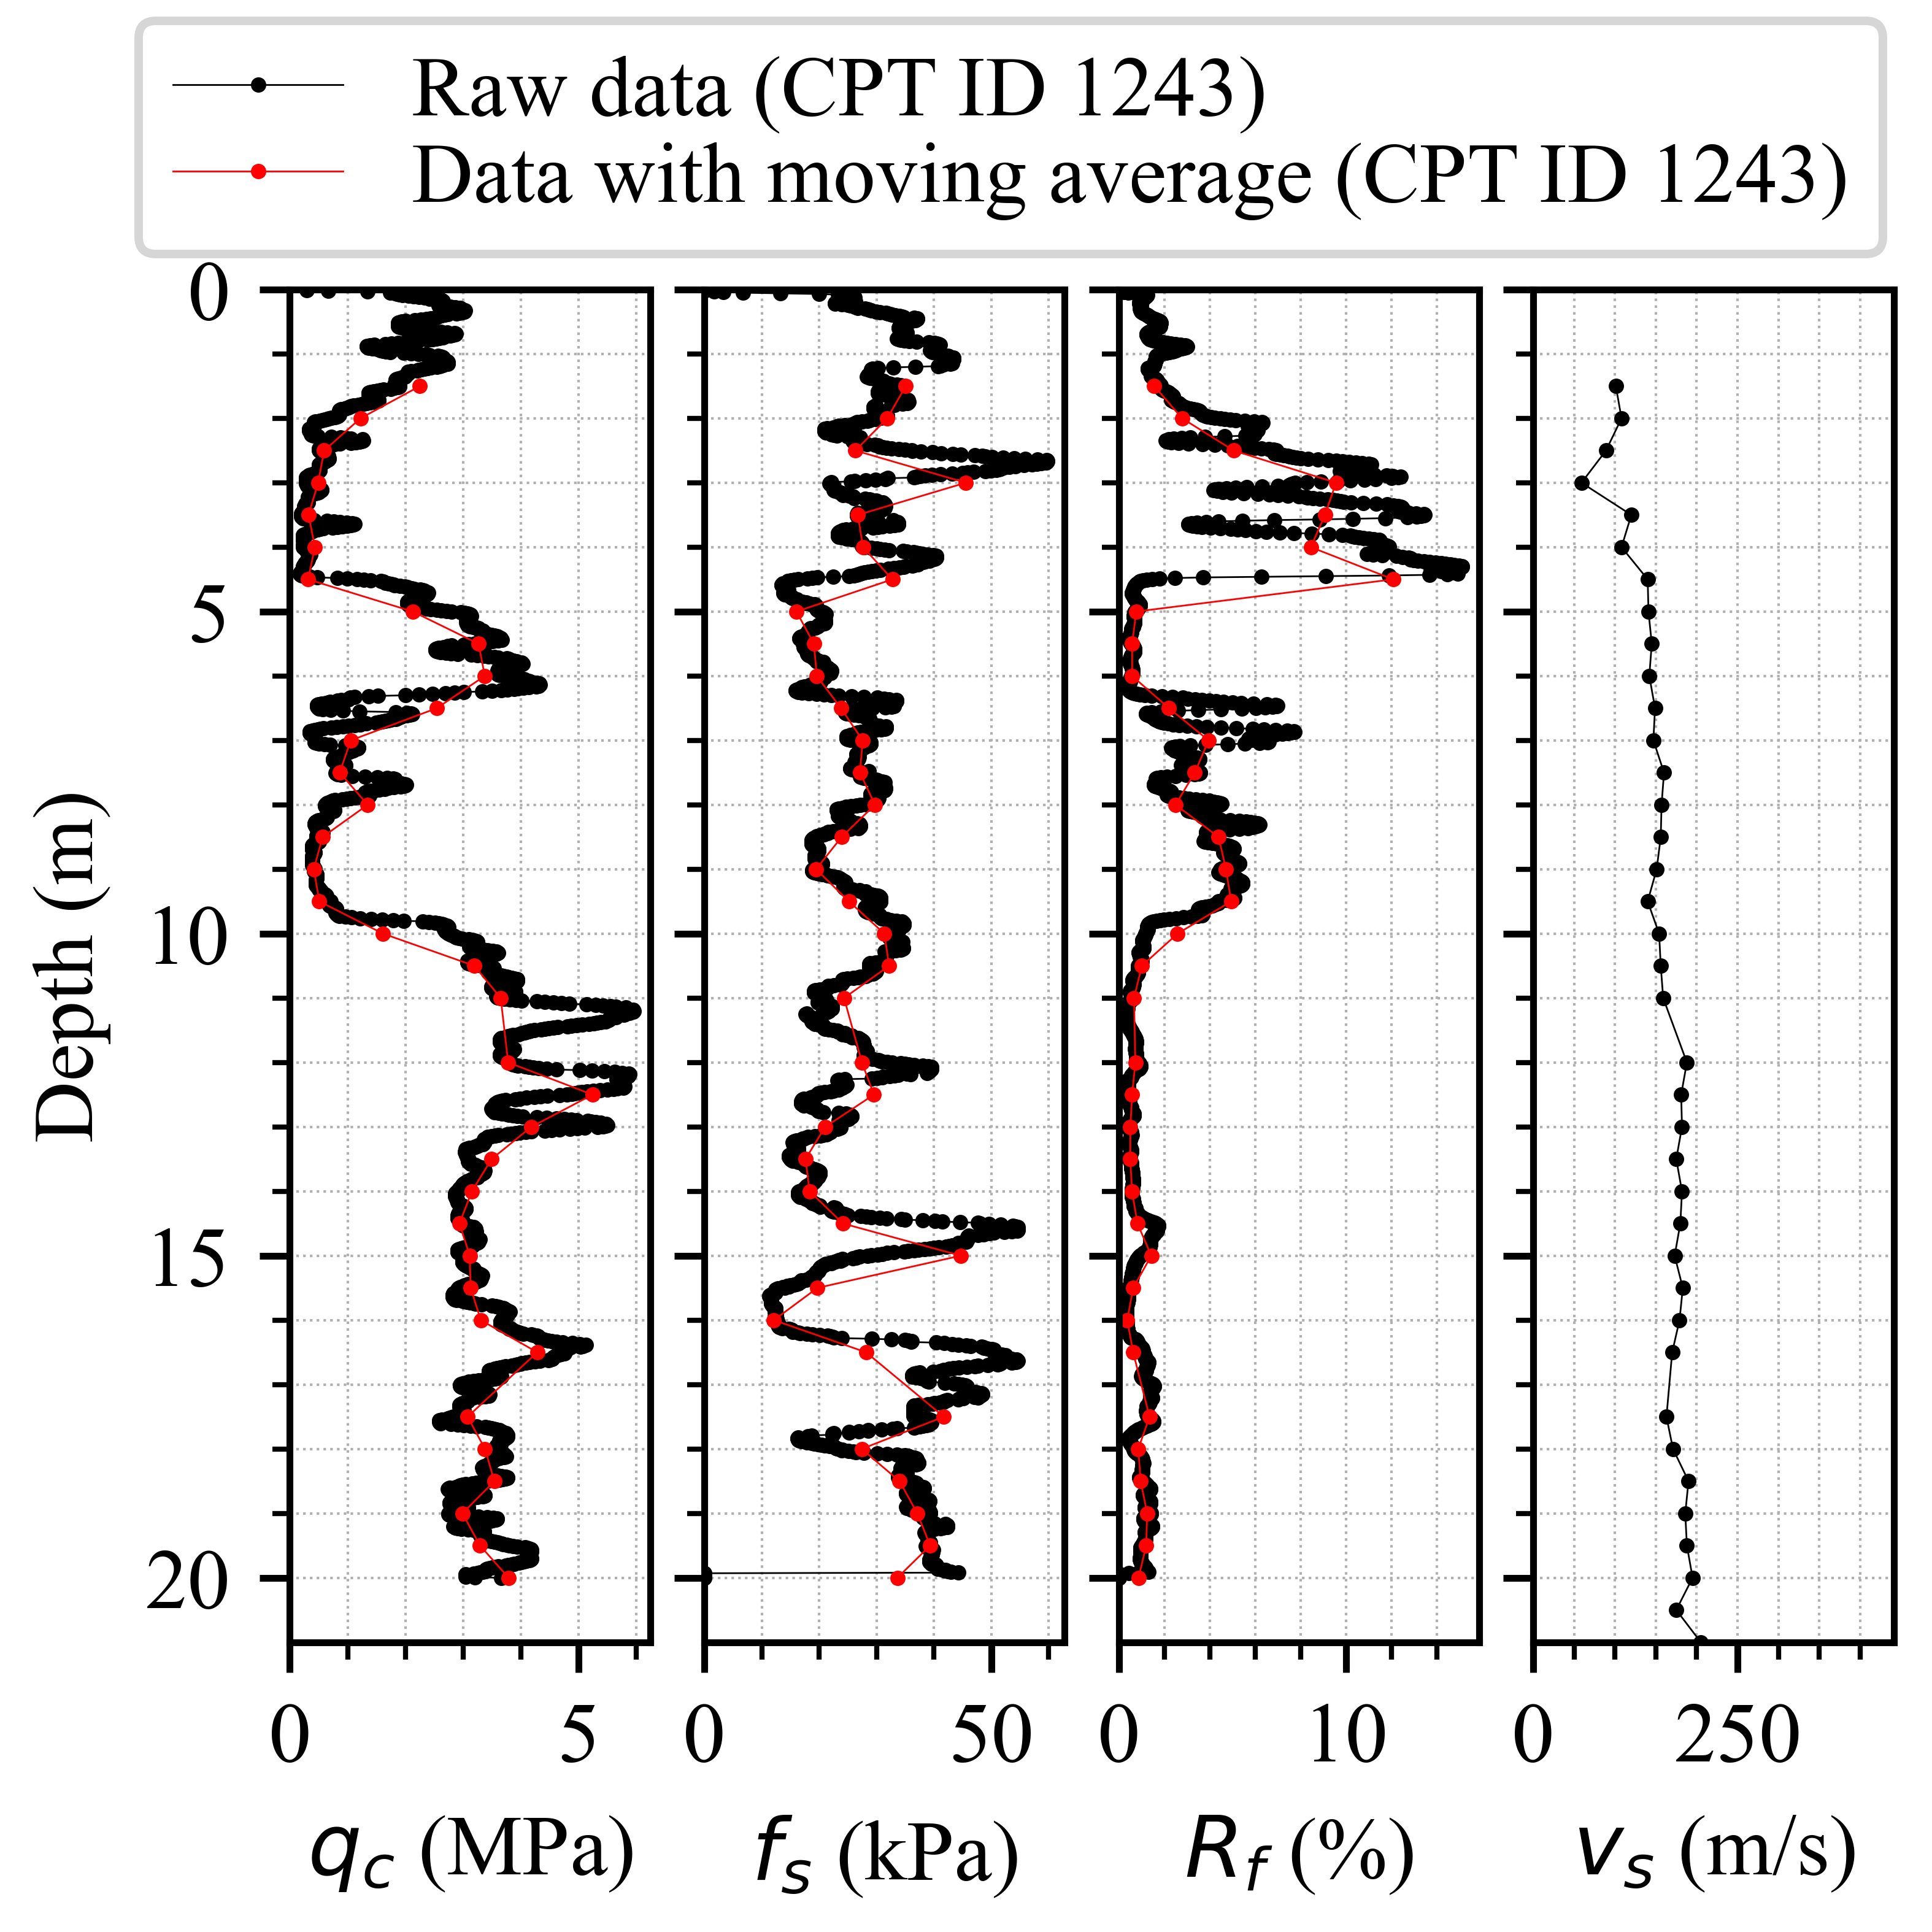 Raw data (CPT ID 1243)
Data with moving average (CPT ID 1243)
0
5
10
15
20
Depth (m)
0 5
0 50
0 10
0 250
q_c (MPa)
f_s (kPa)
R_f (%)
v_s (m/s)